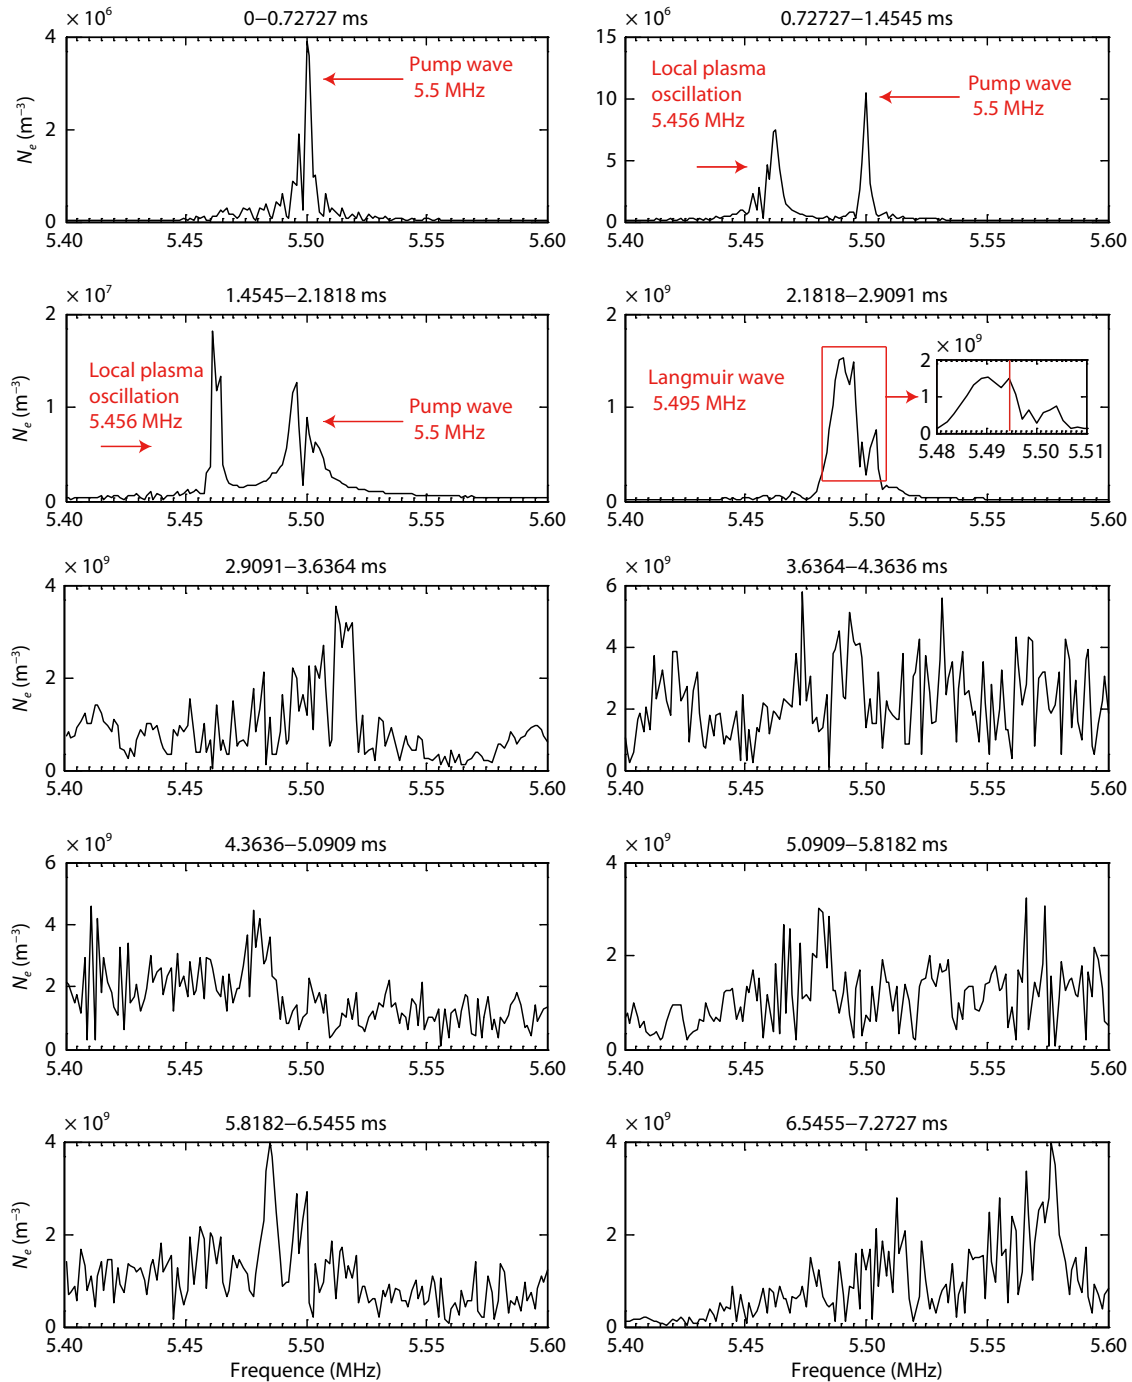 × 10⁶ 0–0.72727 ms
4
2
0
Nₑ (m⁻³)
Pump wave
5.5 MHz
5.40 5.45 5.50 5.55 5.60
× 10⁶ 0.72727–1.4545 ms
15
10
5
0
Local plasma
oscillation
5.456 MHz
Pump wave
5.5 MHz
5.40 5.45 5.50 5.55 5.60
× 10⁷ 1.4545–2.1818 ms
2
1
0
Nₑ (m⁻³)
Local plasma
oscillation
5.456 MHz
Pump wave
5.5 MHz
5.40 5.45 5.50 5.55 5.60
× 10⁹ 2.1818–2.9091 ms
2
1
0
Langmuir wave
5.495 MHz
× 10⁹
2
1
0
5.48 5.49 5.50 5.51
5.40 5.45 5.50 5.55 5.60
× 10⁹ 2.9091–3.6364 ms
4
2
0
Nₑ (m⁻³)
5.40 5.45 5.50 5.55 5.60
× 10⁹ 3.6364–4.3636 ms
6
4
2
0
5.40 5.45 5.50 5.55 5.60
× 10⁹ 4.3636–5.0909 ms
6
4
2
0
Nₑ (m⁻³)
5.40 5.45 5.50 5.55 5.60
× 10⁹ 5.0909–5.8182 ms
4
2
0
5.40 5.45 5.50 5.55 5.60
× 10⁹ 5.8182–6.5455 ms
4
2
0
Nₑ (m⁻³)
5.40 5.45 5.50 5.55 5.60
Frequence (MHz)
× 10⁹ 6.5455–7.2727 ms
4
2
0
5.40 5.45 5.50 5.55 5.60
Frequence (MHz)